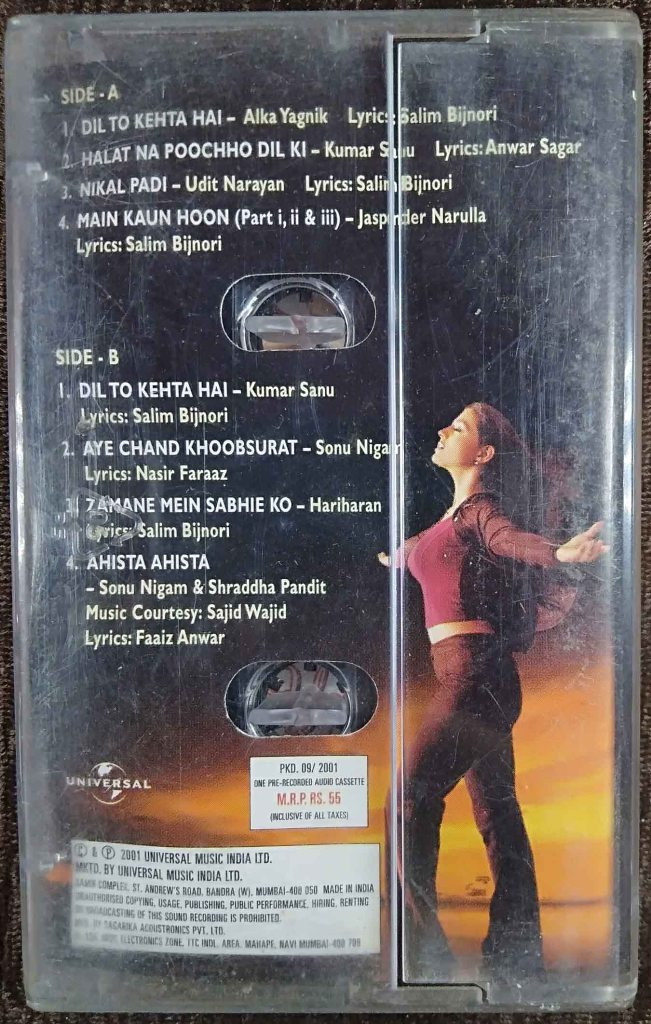 SIDE - A
1. DIL TO KEHTA HAI – Alka Yagnik Lyrics: Salim Bijnori
2. HALAT NA POOCHHO DIL KI – Kumar Sanu Lyrics: Anwar Sagar
3. NIKAL PADI – Udit Narayan Lyrics: Salim Bijnori
4. MAIN KAUN HOON (Part i, ii & iii) – Jaspinder Narulla
Lyrics: Salim Bijnori
SIDE - B
1. DIL TO KEHTA HAI – Kumar Sanu
Lyrics: Salim Bijnori
2. AYE CHAND KHOOBSURAT – Sonu Nigam
Lyrics: Nasir Faraaz
3. ZAMANE MEIN SABHIE KO – Hariharan
Lyrics: Salim Bijnori
4. AHISTA AHISTA
– Sonu Nigam & Shraddha Pandit
Music Courtesy: Sajid Wajid
Lyrics: Faaiz Anwar
UNIVERSAL
PKD. 09/ 2001
ONE PRE-RECORDED AUDIO CASSETTE
M.R.P. RS. 55
(INCLUSIVE OF ALL TAXES)
© & ℗ 2001 UNIVERSAL MUSIC INDIA LTD.
MKTD. BY UNIVERSAL MUSIC INDIA LTD.
COMPLEX, ST. ANDREW'S ROAD, BANDRA (W), MUMBAI-400 050 MADE IN INDIA
UNAUTHORISED COPYING, USAGE, PUBLISHING, PUBLIC PERFORMANCE, HIRING, RENTING
OR BROADCASTING OF THIS SOUND RECORDING IS PROHIBITED.
MFG. BY SAGARIKA ACOUSTRONICS PVT. LTD.
ELECTRONICS ZONE, TTC INDL. AREA, MAHAPE, NAVI MUMBAI-400 709